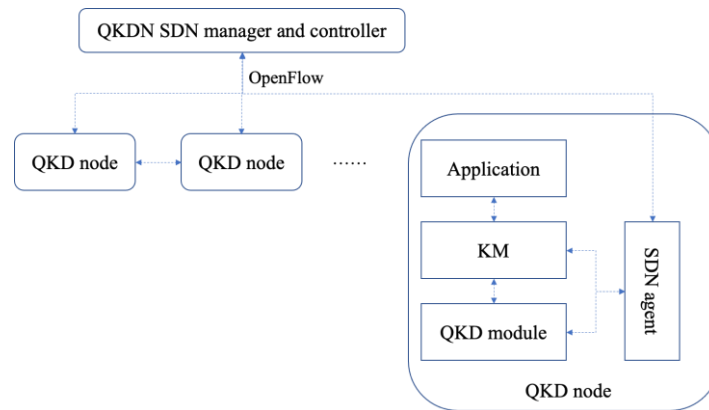 QKDN SDN manager and controller
OpenFlow
QKD node
QKD node
......
Application
KM
QKD module
SDN agent
QKD node